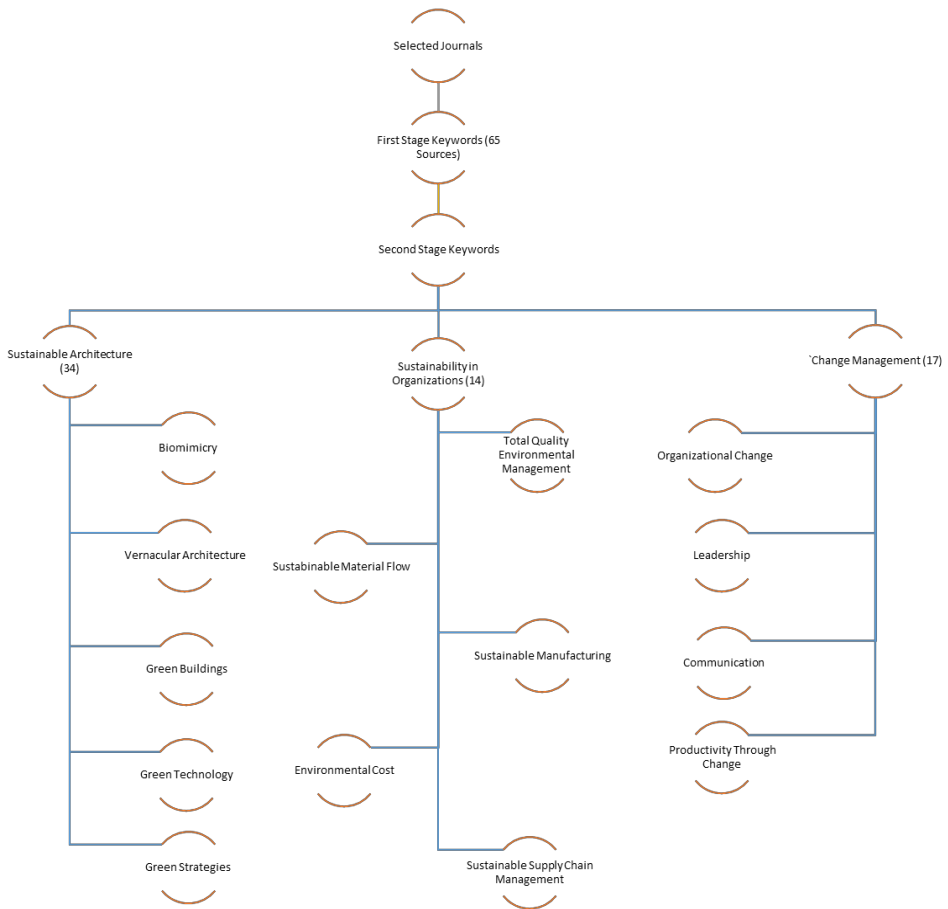 Selected Journals
First Stage Keywords (65
Sources)
Second Stage Keywords
Sustainable Architecture
(34)
Biomimicry
Vernacular Architecture
Green Buildings
Green Technology
Green Strategies
Sustainability in
Organizations (14)
Total Quality
Environmental
Management
Sustabinable Material Flow
Sustainable Manufacturing
Environmental Cost
Sustainable Supply Chain
Management
`Change Management (17)
Organizational Change
Leadership
Communication
Productivity Through
Change